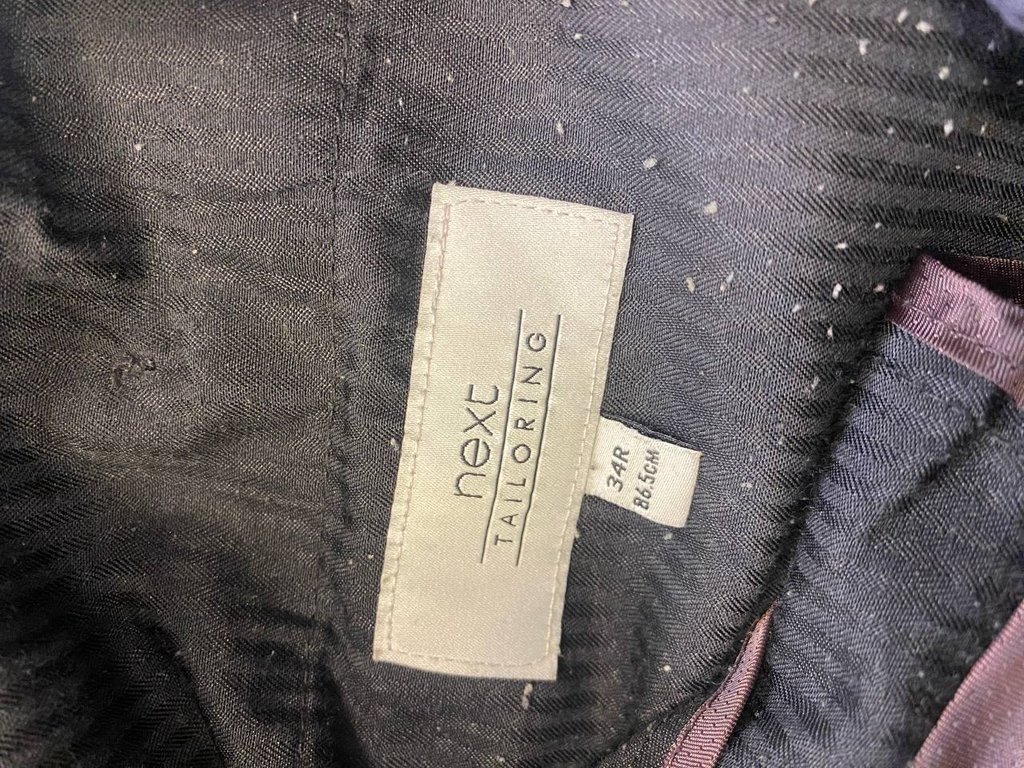 next
TAILORING
34R
86.5CM